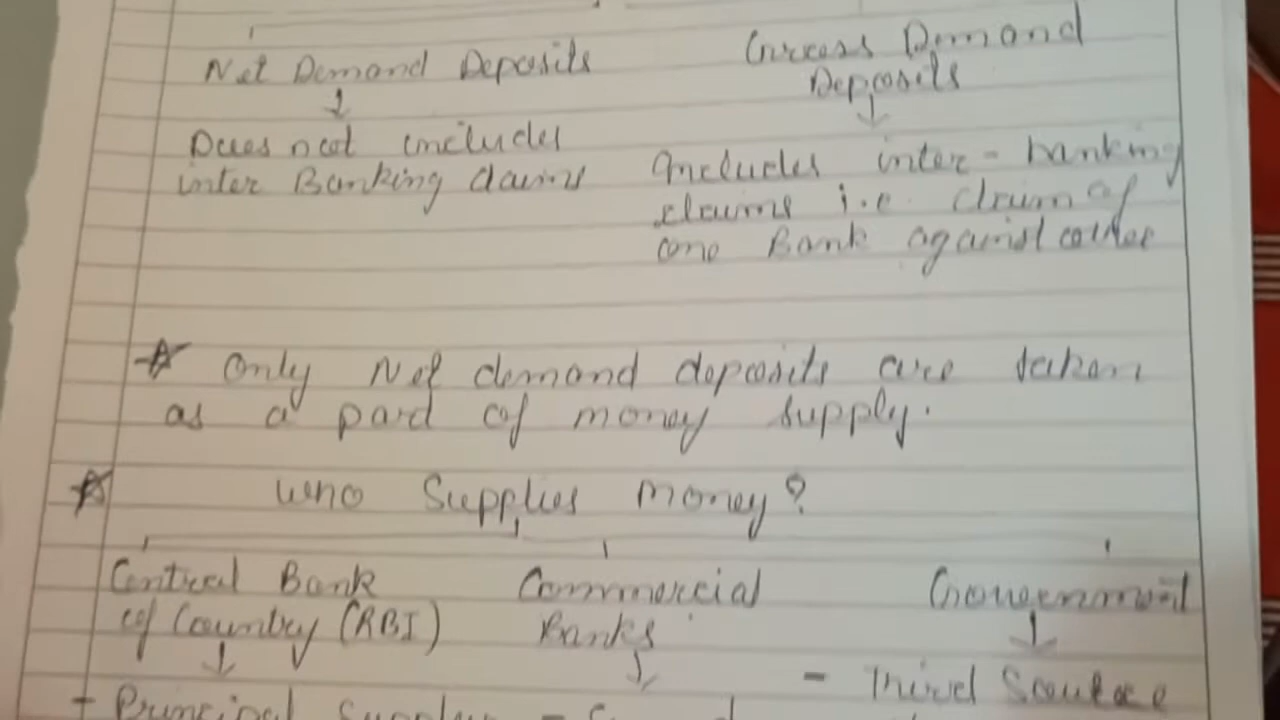 Net Demand Deposits
Gross Demand
Deposits
↓
↓
Does not includes
inter Banking claims
Includes inter-banking
claims i.e. claim of
one Bank against other
☆ Only Net demand deposits are taken
as a part of money supply.
☆ Who Supplies money?
Central Bank
of Country (RBI)
↓
Commercial
Banks
↓
Government
↓
- Principal
- Third Source